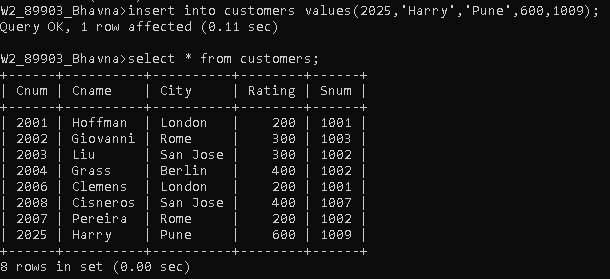 W2_89903_Bhavna>insert into customers values(2025,'Harry','Pune',600,1009);
Query OK, 1 row affected (0.11 sec)
W2_89903_Bhavna>select * from customers;
+------+----------+----------+--------+------+
| Cnum | Cname    | City     | Rating | Snum |
+------+----------+----------+--------+------+
| 2001 | Hoffman  | London   |    200 | 1001 |
| 2002 | Giovanni | Rome     |    300 | 1003 |
| 2003 | Liu      | San Jose |    300 | 1002 |
| 2004 | Grass    | Berlin   |    400 | 1002 |
| 2006 | Clemens  | London   |    200 | 1001 |
| 2008 | Cisneros | San Jose |    400 | 1007 |
| 2007 | Pereira  | Rome     |    200 | 1002 |
| 2025 | Harry    | Pune     |    600 | 1009 |
+------+----------+----------+--------+------+
8 rows in set (0.00 sec)